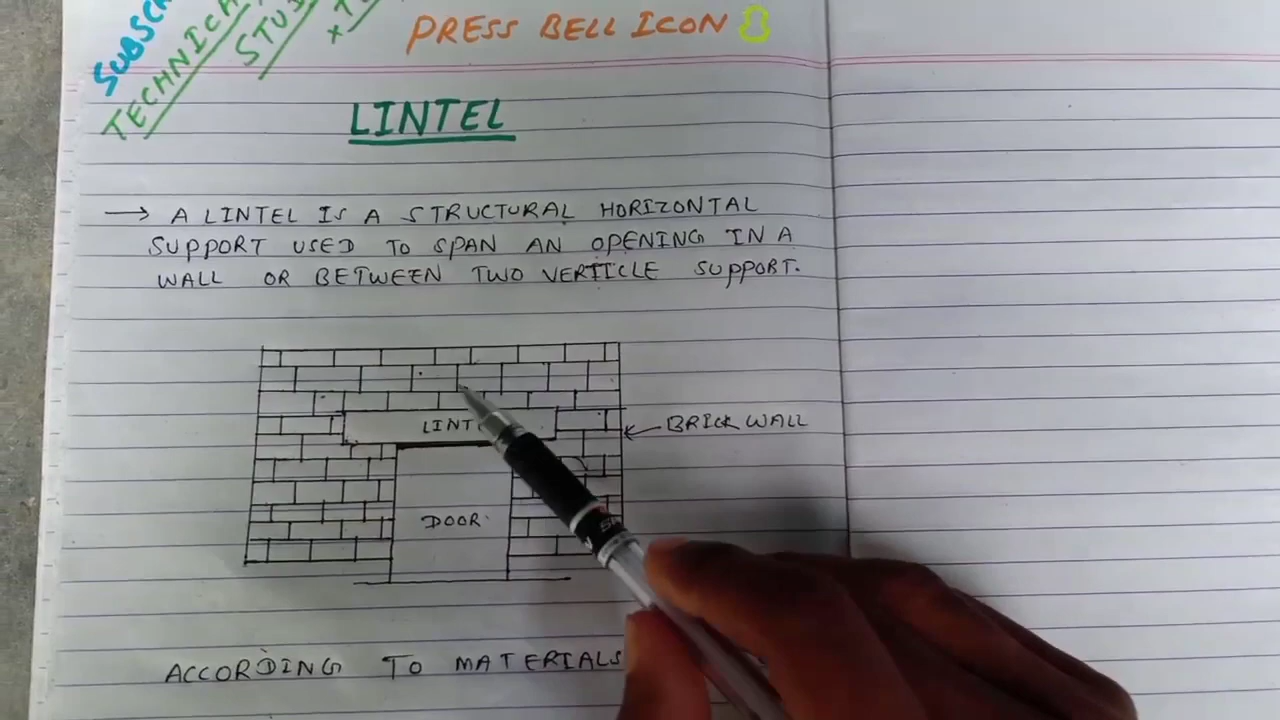 PRESS BELL ICON
TECHNICAL
LINTEL
→ A LINTEL IS A STRUCTURAL HORIZONTAL
SUPPORT USED TO SPAN AN OPENING IN A
WALL OR BETWEEN TWO VERTICLE SUPPORT.
BRICK WALL
DOOR
ACCORDING TO MATERIALS